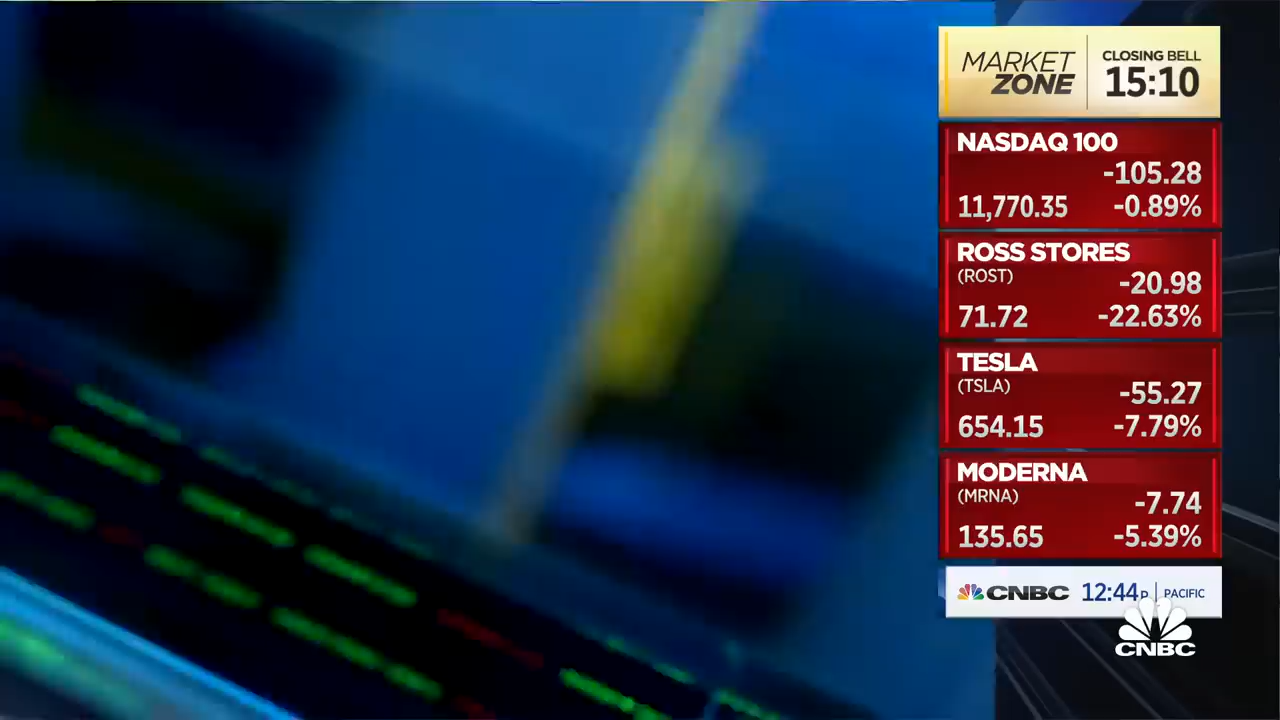 MARKET
ZONE
CLOSING BELL
15:10
NASDAQ 100
-105.28
11,770.35 -0.89%
ROSS STORES
(ROST) -20.98
71.72 -22.63%
TESLA
(TSLA) -55.27
654.15 -7.79%
MODERNA
(MRNA) -7.74
135.65 -5.39%
CNBC 12:44P PACIFIC
CNBC